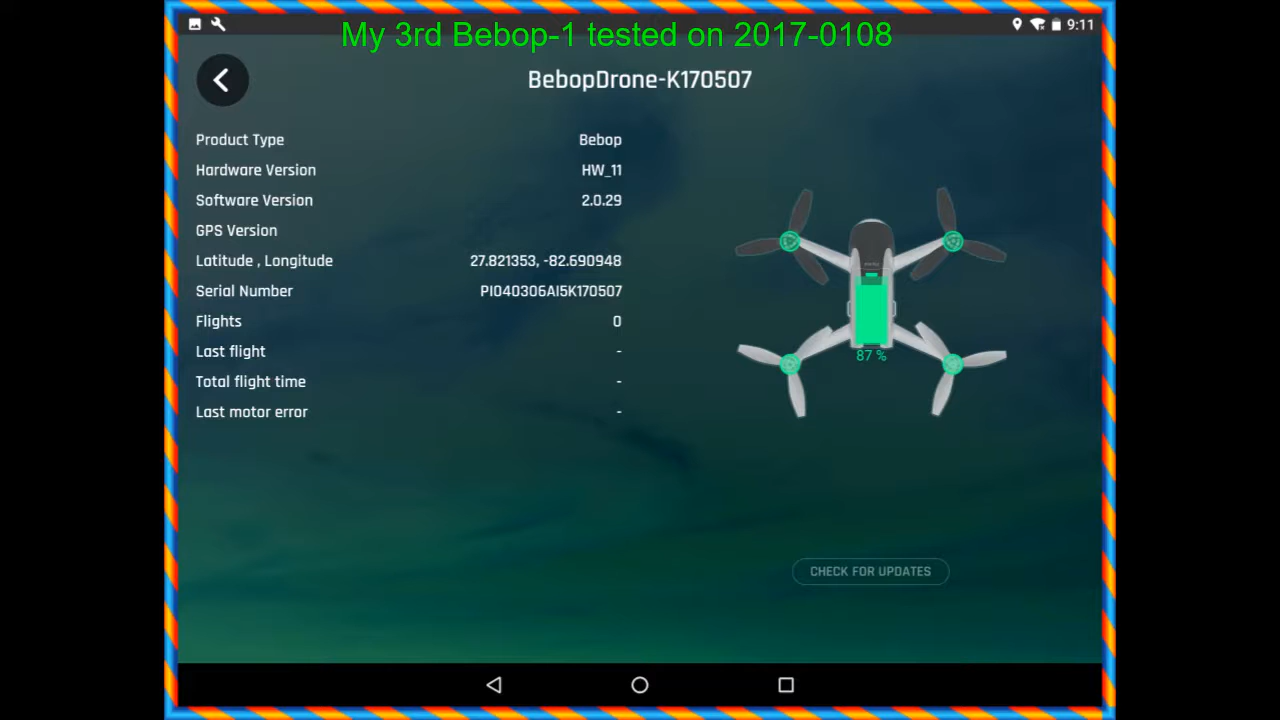 My 3rd Bebop-1 tested on 2017-0108
9:11
BebopDrone-K170507
Product Type Bebop
Hardware Version HW_11
Software Version 2.0.29
GPS Version
Latitude , Longitude 27.821353, -82.690948
Serial Number PI040306AI5K170507
Flights 0
Last flight -
Total flight time -
Last motor error -
87 %
CHECK FOR UPDATES